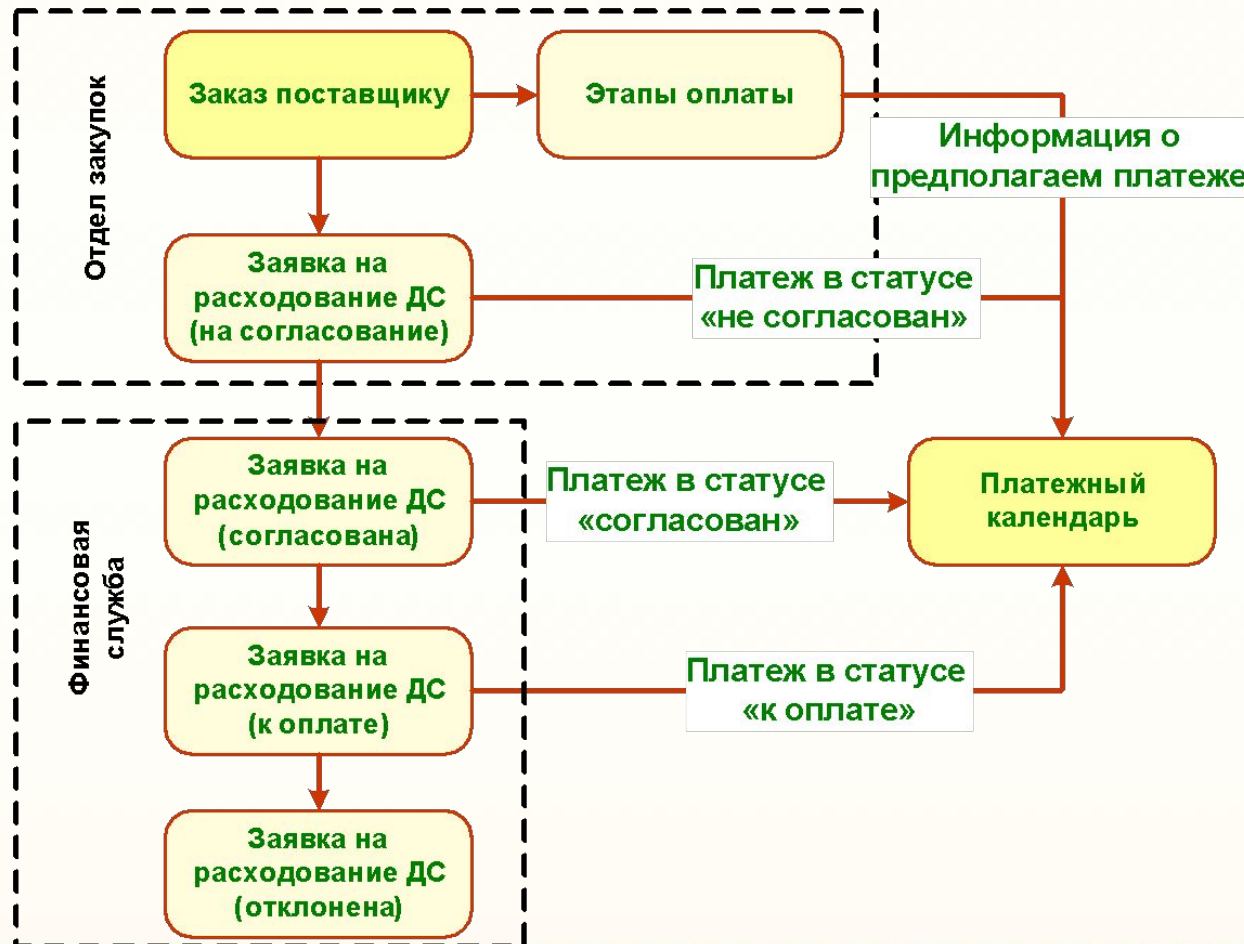 Отдел закупок
Заказ поставщику
Этапы оплаты
Информация о
предполагаем платеже
Заявка на
расходование ДС
(на согласование)
Платеж в статусе
«не согласован»
Финансовая
служба
Заявка на
расходование ДС
(согласована)
Платеж в статусе
«согласован»
Платежный
календарь
Заявка на
расходование ДС
(к оплате)
Платеж в статусе
«к оплате»
Заявка на
расходование ДС
(отклонена)